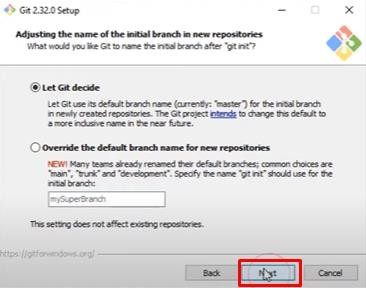 Git 2.32.0 Setup
Adjusting the name of the initial branch in new repositories
What would you like Git to name the initial branch after "git init"?
Let Git decide
Let Git use its default branch name (currently: "master") for the initial branch
in newly created repositories. The Git project intends to change this default to
a more inclusive name in the near future.
Override the default branch name for new repositories
NEW! Many teams already renamed their default branches; common choices are
"main", "trunk" and "development". Specify the name "git init" should use for the
initial branch:
mySuperBranch
This setting does not affect existing repositories.
https://gitforwindows.org/
Back Next Cancel